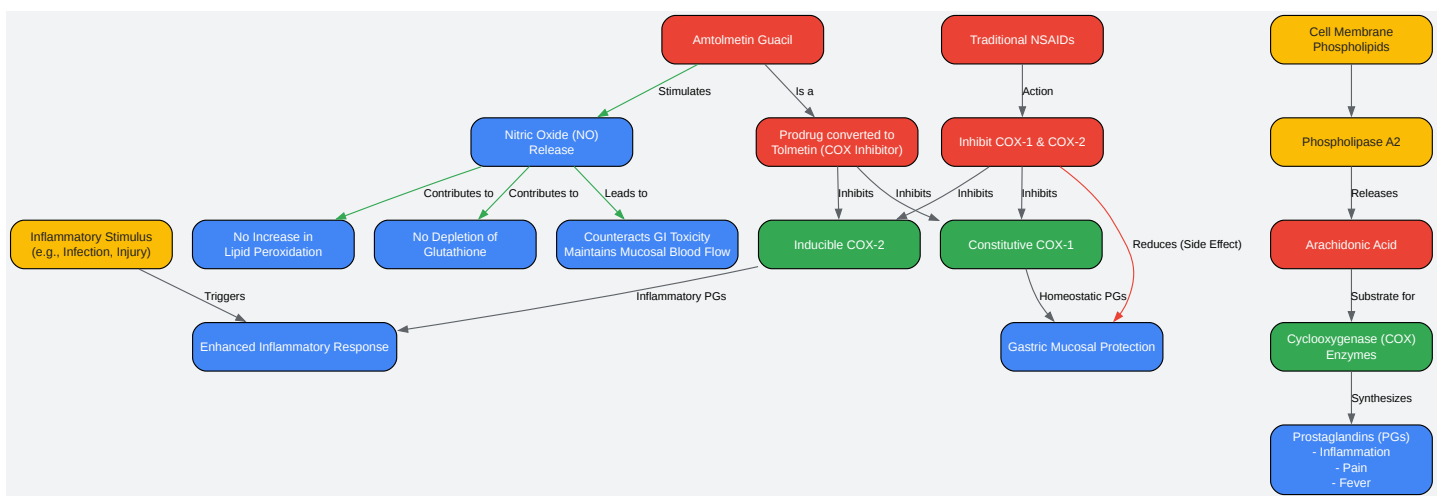 Amtolmetin Guacil
Traditional NSAIDs
Cell Membrane
Phospholipids
Stimulates
Is a
Action
Nitric Oxide (NO)
Release
Prodrug converted to
Tolmetin (COX Inhibitor)
Inhibit COX-1 & COX-2
Phospholipase A2
Contributes to
Contributes to
Leads to
Inhibits
Inhibits
Inhibits
Inhibits
Releases
Inflammatory Stimulus
(e.g., Infection, Injury)
No Increase in
Lipid Peroxidation
No Depletion of
Glutathione
Counteracts GI Toxicity
Maintains Mucosal Blood Flow
Inducible COX-2
Constitutive COX-1
Reduces (Side Effect)
Arachidonic Acid
Triggers
Inflammatory PGs
Homeostatic PGs
Substrate for
Enhanced Inflammatory Response
Gastric Mucosal Protection
Cyclooxygenase (COX)
Enzymes
Synthesizes
Prostaglandins (PGs)
- Inflammation
- Pain
- Fever